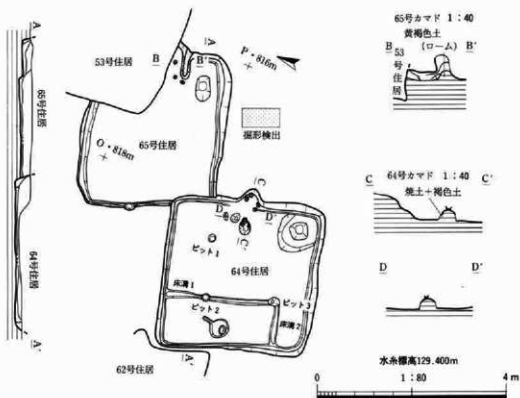 A
65号住居
64号住居
A'
53号住居
B
A
B'
P・816m
O・818m
65号住居
掘形検出
C
D
D'
C'
ピット1
64号住居
床溝1
ピット3
ピット2
床溝2
62号住居
A'
65号カマド 1:40
黄褐色土
(ローム)
B
53号住居
B'
64号カマド 1:40
C
C'
焼土+褐色土
D
D'
水糸標高129.400m
0
1:80
4m